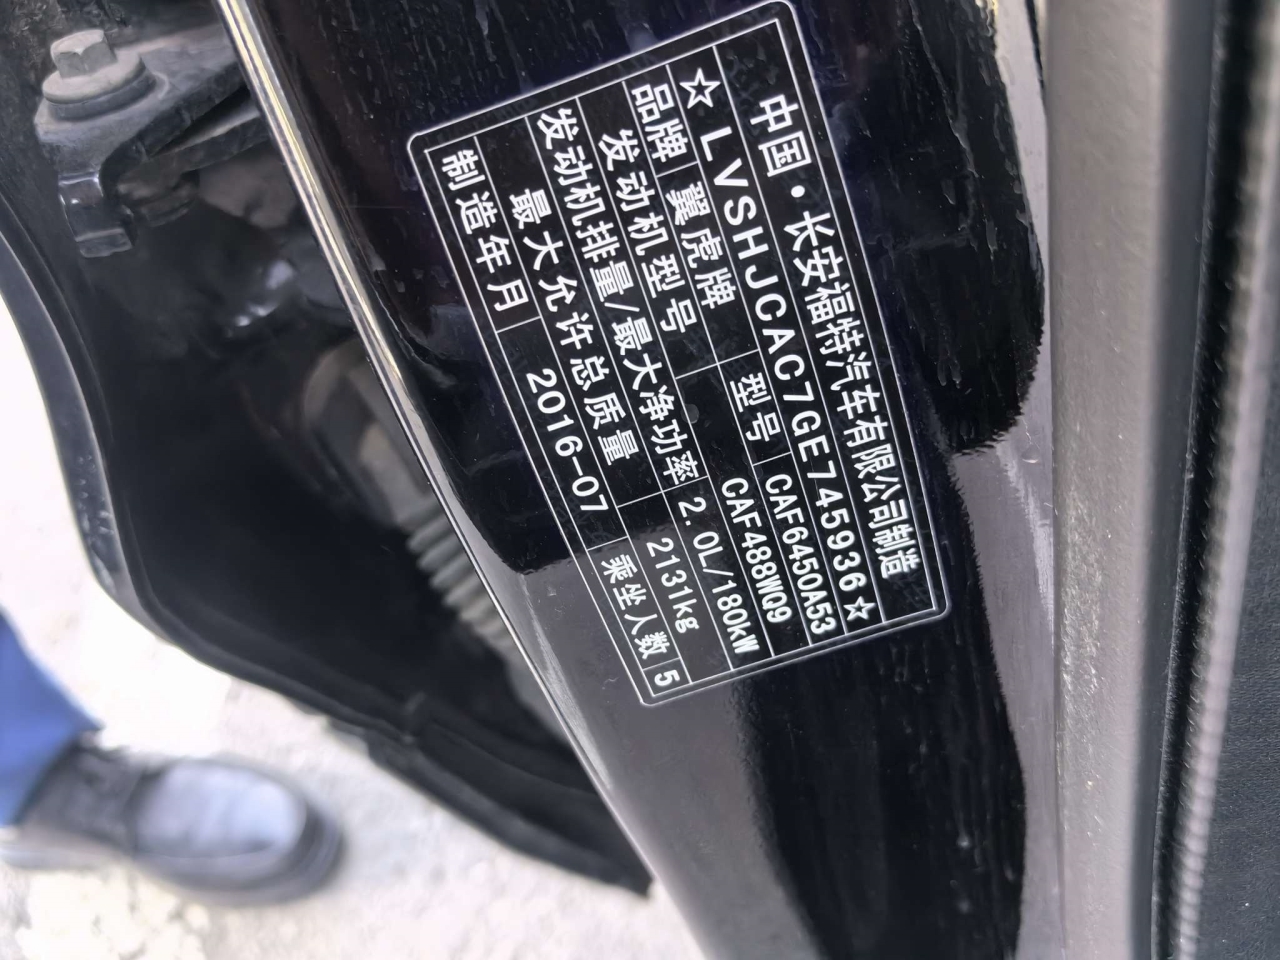 中国·长安福特汽车有限公司制造
☆LVSHJCAC7GE745936☆
品牌 翼虎牌 型号 CAF6450A53
发动机型号 CAF488WQ9
发动机排量/最大净功率 2.0L/180kW
最大允许总质量 2131kg
制造年月 2016-07 乘坐人数 5